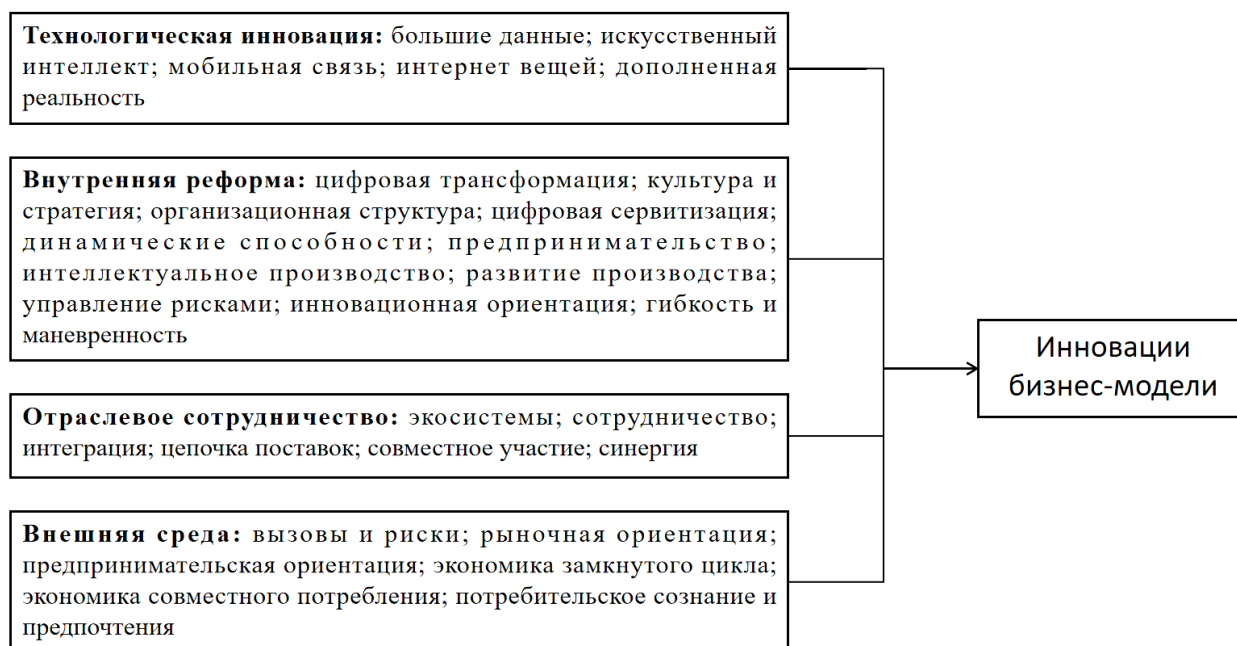 Технологическая инновация: большие данные; искусственный
интеллект; мобильная связь; интернет вещей; дополненная
реальность
Внутренняя реформа: цифровая трансформация; культура и
стратегия; организационная структура; цифровая сервитизация;
динамические способности; предпринимательство;
интеллектуальное производство; развитие производства;
управление рисками; инновационная ориентация; гибкость и
маневренность
Отраслевое сотрудничество: экосистемы; сотрудничество;
интеграция; цепочка поставок; совместное участие; синергия
Внешняя среда: вызовы и риски; рыночная ориентация;
предпринимательская ориентация; экономика замкнутого цикла;
экономика совместного потребления; потребительское сознание и
предпочтения
Инновации
бизнес-модели